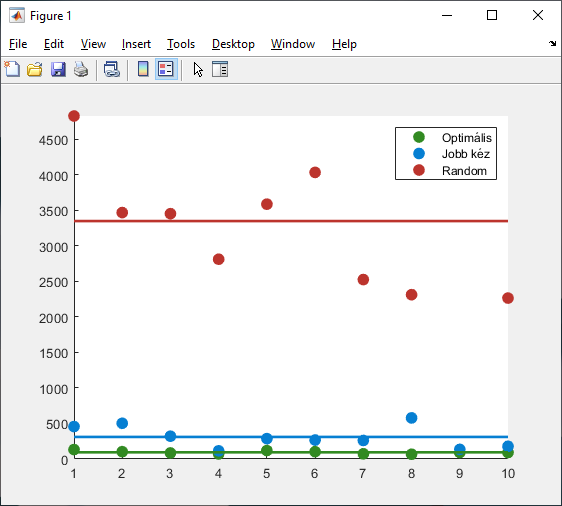 Figure 1
File Edit View Insert Tools Desktop Window Help
Optimális
Jobb kéz
Random
4500
4000
3500
3000
2500
2000
1500
1000
500
0
1 2 3 4 5 6 7 8 9 10